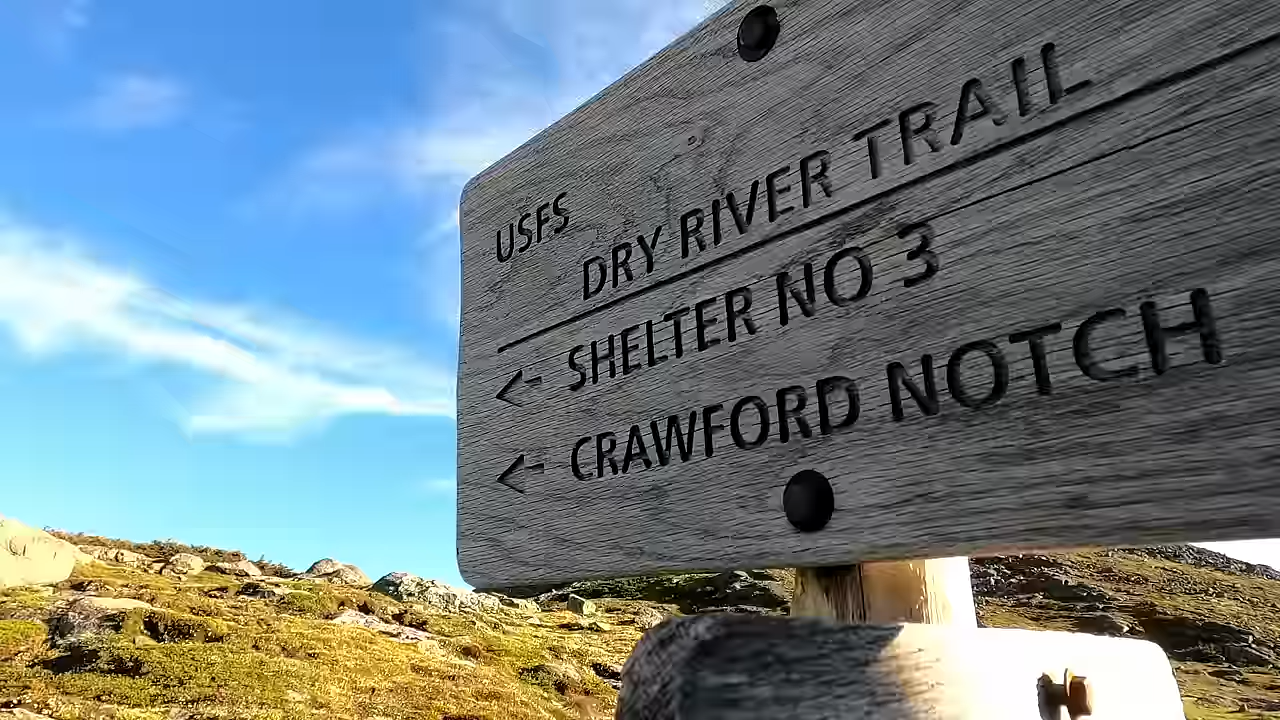 USFS
DRY RIVER TRAIL
<- SHELTER NO 3
<- CRAWFORD NOTCH